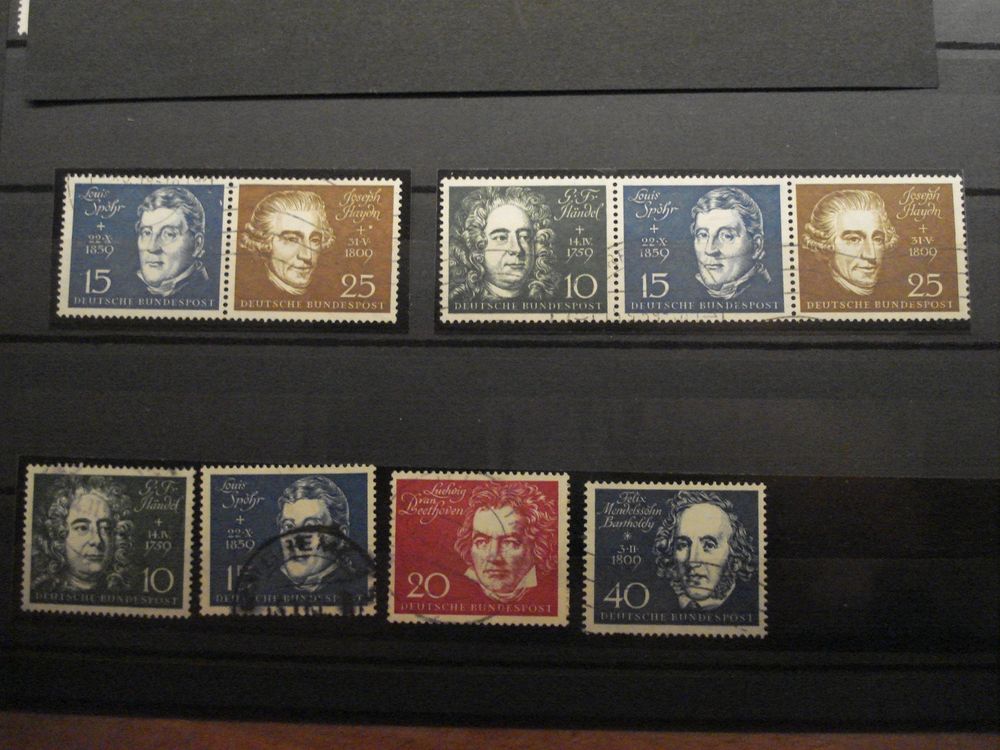 Louis
Spohr
+
22·X
1859
15
DEUTSCHE BUNDESPOST
Joseph
Haydn
+
31·V
1809
25
DEUTSCHE BUNDESPOST
G. Fr.
Händel
+
14.IV.
1759
10
DEUTSCHE BUNDESPOST
Louis
Spohr
+
22·X
1859
15
DEUTSCHE BUNDESPOST
Joseph
Haydn
+
31·V
1809
25
DEUTSCHE BUNDESPOST
G. Fr.
Händel
+
14.IV.
1759
10
DEUTSCHE BUNDESPOST
Louis
Spohr
+
22·X
1859
15
DEUTSCHE BUNDESPOST
Ludwig
van
Beethoven
20
DEUTSCHE BUNDESPOST
Felix
Mendelssohn
Bartholdy
*
3·II
1809
40
DEUTSCHE BUNDESPOST